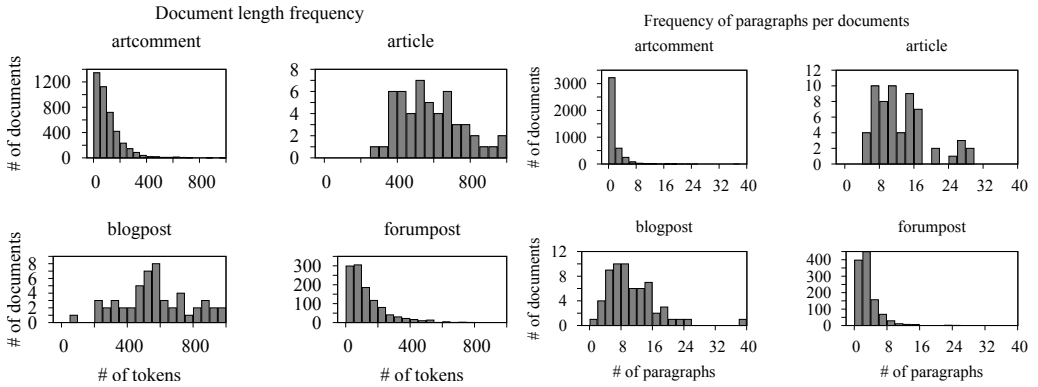 Document length frequency
artcomment
article
# of documents
1200
800
400
0
0 400 800
8
6
4
2
0
400 800
0
blogpost
forumpost
# of documents
8
6
4
2
0
0 400 800
# of tokens
300
200
100
0
0 400 800
# of tokens
Frequency of paragraphs per documents
artcomment
article
# of documents
3000
2000
1000
0
0 8 16 24 32 40
12
10
8
6
4
2
0
0 8 16 24 32 40
blogpost
forumpost
# of documents
12
8
4
0
0 8 16 24 32 40
# of paragraphs
400
300
200
100
0
0 8 16 24 32 40
# of paragraphs